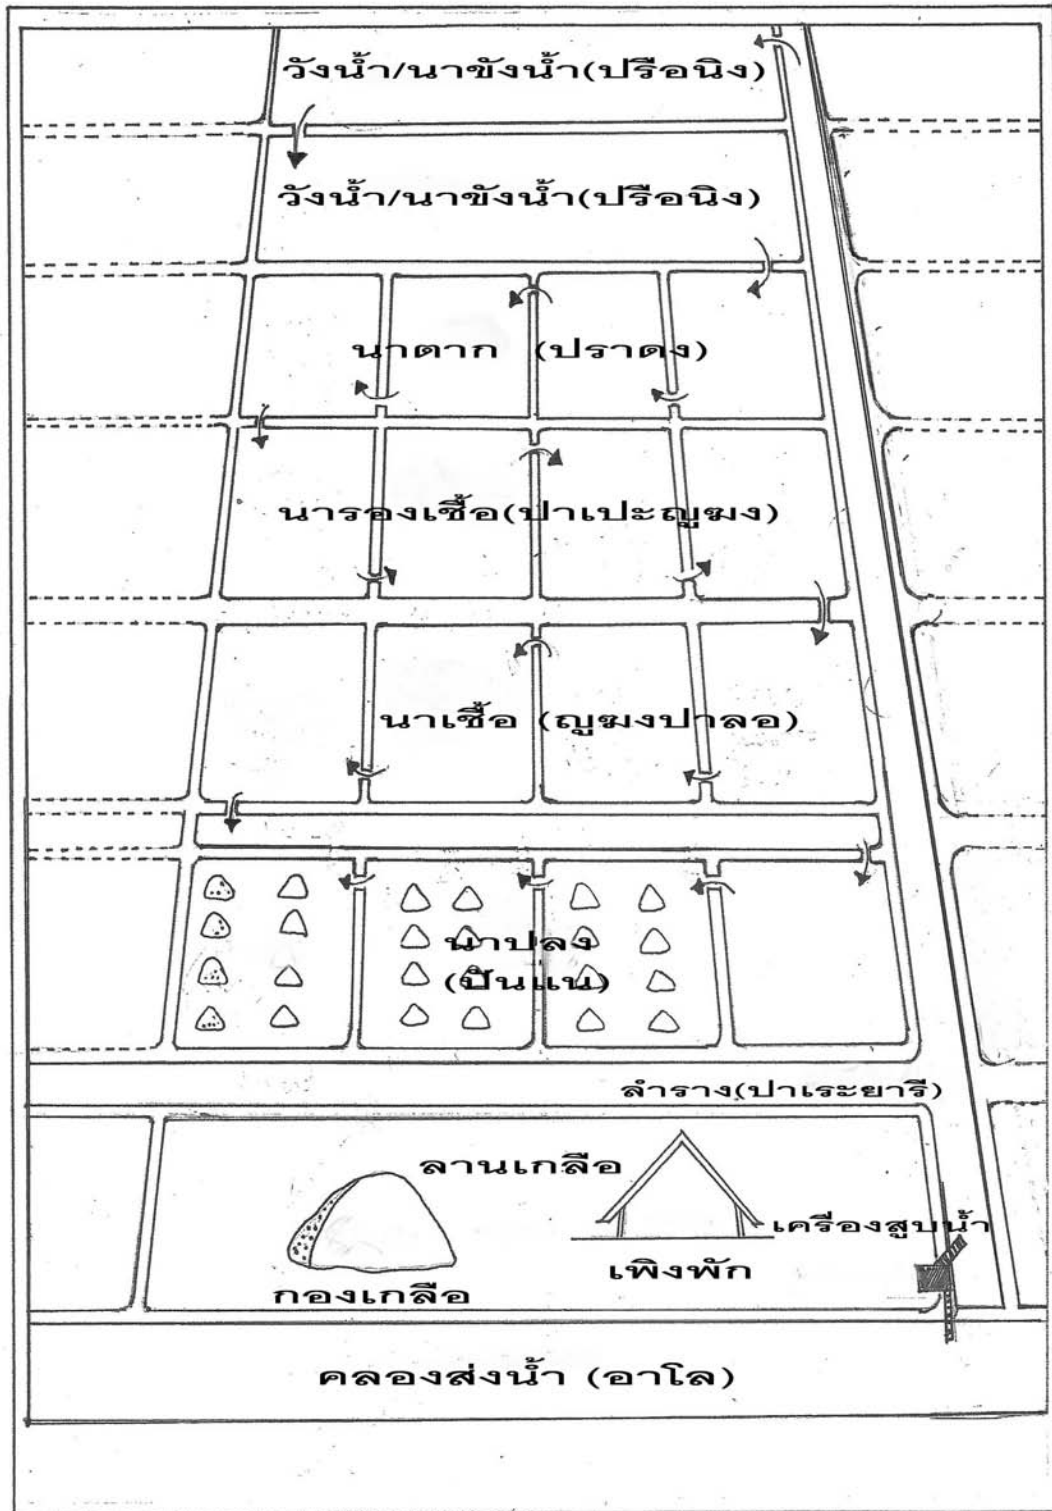 วังน้ำ/นาขังน้ำ(ปรือนิง)
วังน้ำ/นาขังน้ำ(ปรือนิง)
นาตาก (ปราดง)
นารองเชื้อ(ปาเปะญูฆง)
นาเชื้อ (ญูฆงปาลอ)
นาปลง
(ปันแน)
ลำราง(ปาเระยารี)
ลานเกลือ
เครื่องสูบน้ำ
เพิงพัก
กองเกลือ
คลองส่งน้ำ (อาโล)